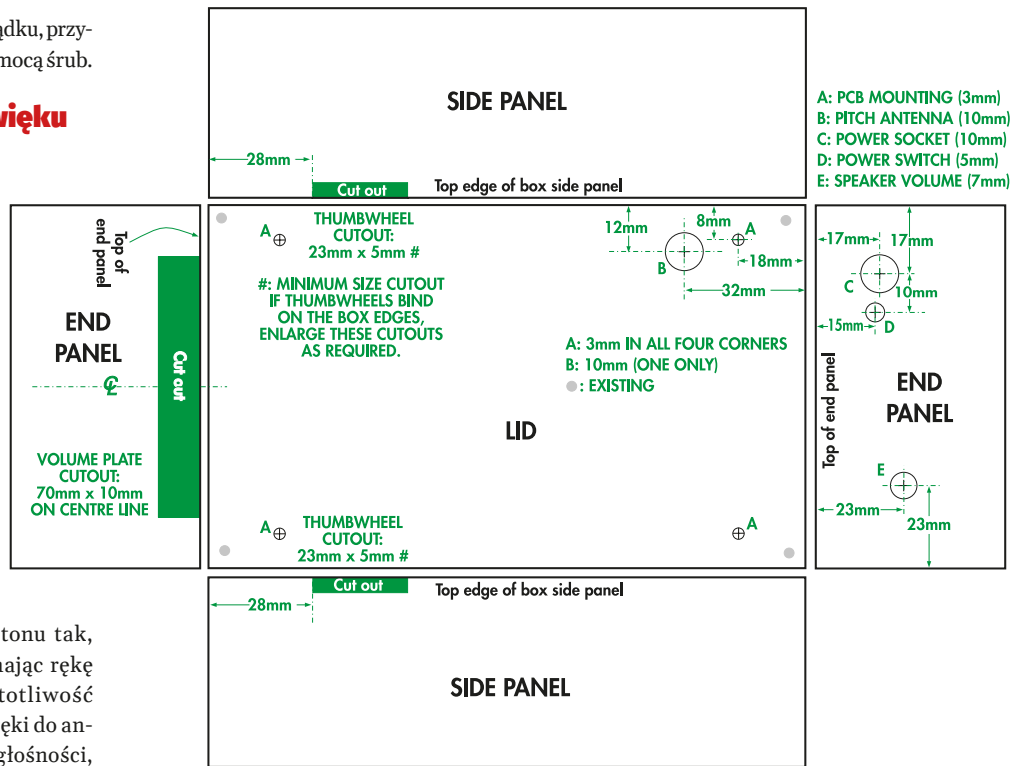 ądku, przy-
mocą śrub.
więku
tonu tak,
nając rękę
totliwość
ęki do an-
głośności,
SIDE PANEL
28mm
Cut out
Top edge of box side panel
A: PCB MOUNTING (3mm)
B: PITCH ANTENNA (10mm)
C: POWER SOCKET (10mm)
D: POWER SWITCH (5mm)
E: SPEAKER VOLUME (7mm)
Top of
end panel
END
PANEL
Cut out
VOLUME PLATE
CUTOUT:
70mm x 10mm
ON CENTRE LINE
A
THUMBWHEEL
CUTOUT:
23mm x 5mm #
#: MINIMUM SIZE CUTOUT
IF THUMBWHEELS BIND
ON THE BOX EDGES,
ENLARGE THESE CUTOUTS
AS REQUIRED.
12mm
8mm
A
B
18mm
32mm
A: 3mm IN ALL FOUR CORNERS
B: 10mm (ONE ONLY)
: EXISTING
LID
A
THUMBWHEEL
CUTOUT:
23mm x 5mm #
A
17mm
17mm
C
10mm
15mm
D
Top of end panel
END
PANEL
E
23mm
23mm
28mm
Cut out
Top edge of box side panel
SIDE PANEL